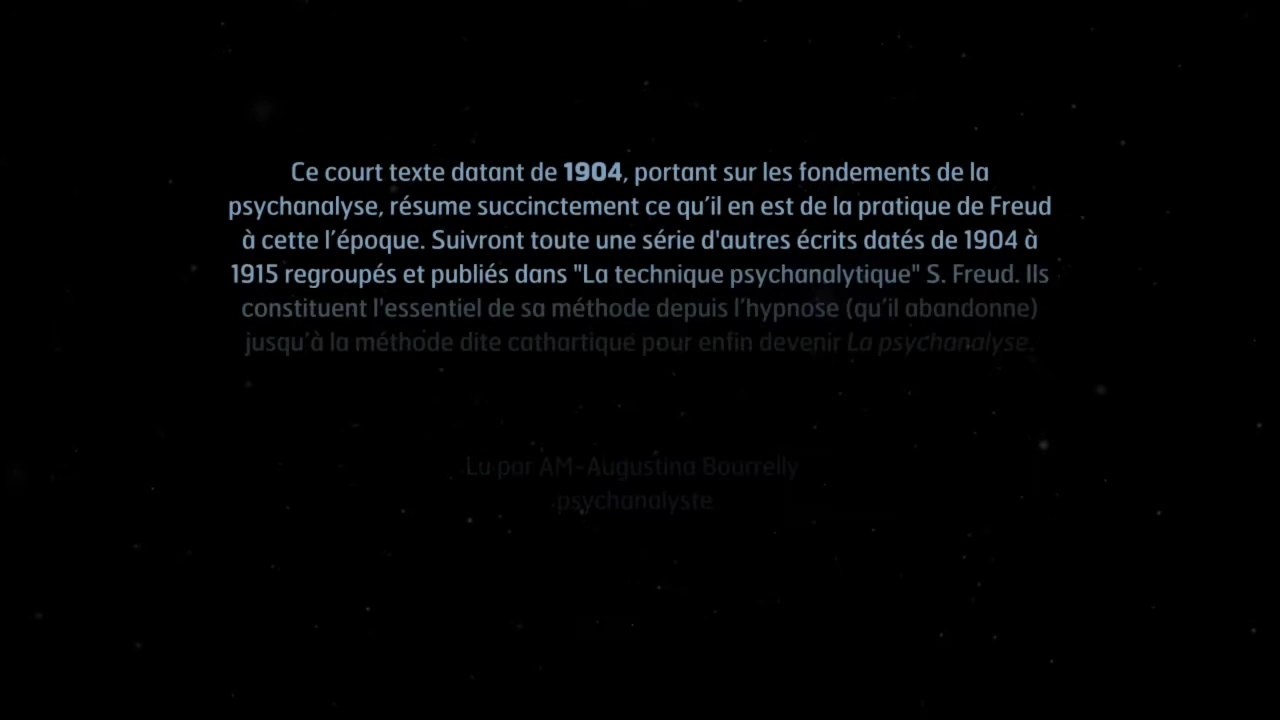 Ce court texte datant de 1904, portant sur les fondements de la
psychanalyse, résume succinctement ce qu’il en est de la pratique de Freud
à cette l’époque. Suivront toute une série d'autres écrits datés de 1904 à
1915 regroupés et publiés dans "La technique psychanalytique" S. Freud. Ils
constituent l'essentiel de sa méthode depuis l’hypnose (qu’il abandonne)
jusqu’à la méthode dite cathartique pour enfin devenir La psychanalyse.
Lu par AM-Augustina Bourrelly
psychanalyste